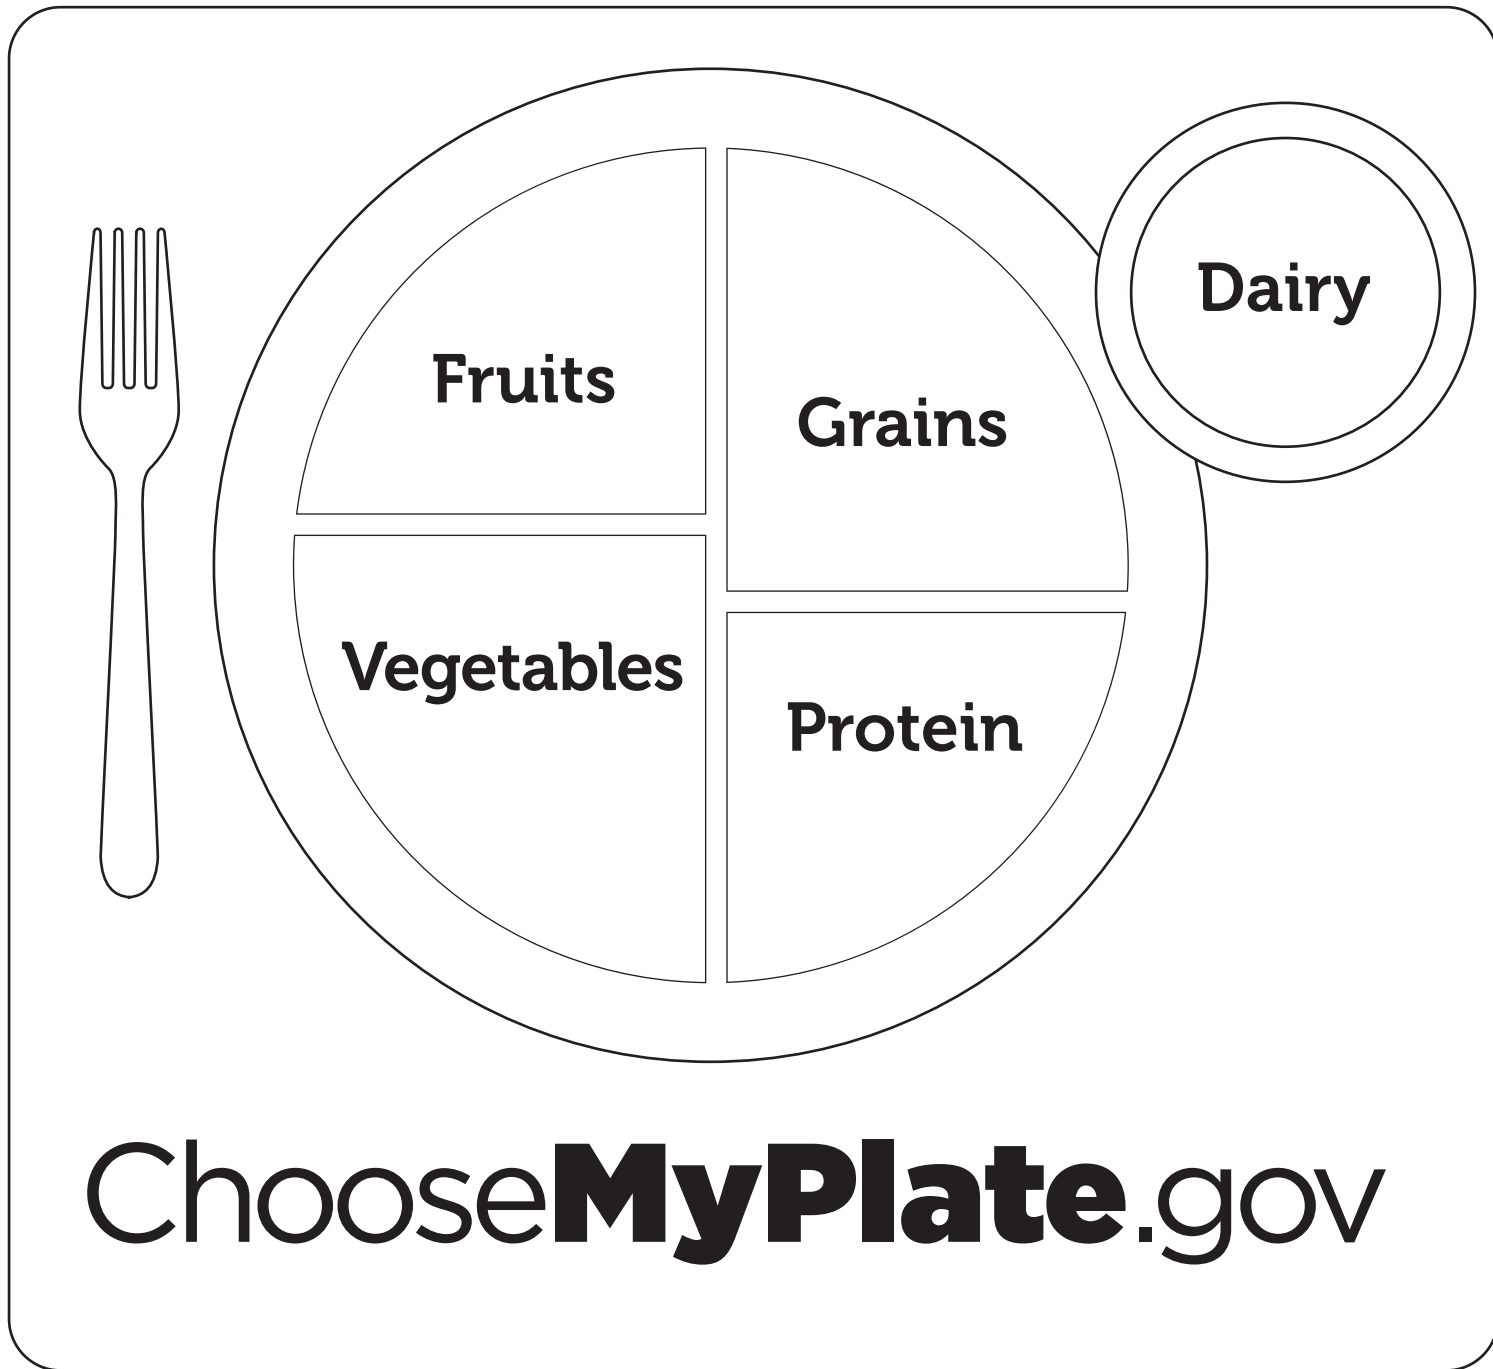 Dairy
Fruits
Grains
Vegetables
Protein
ChooseMyPlate.gov